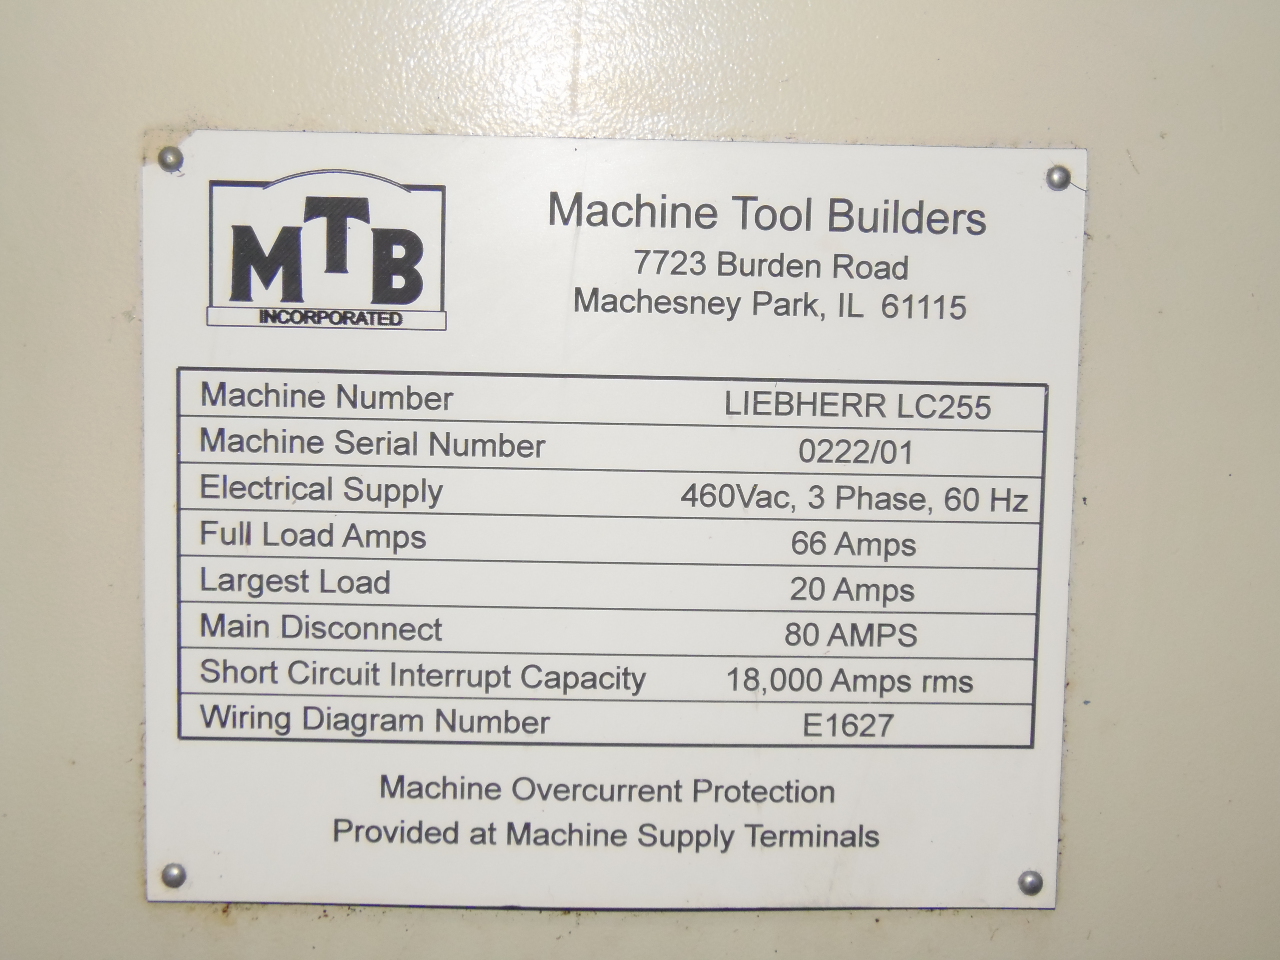 MTB
INCORPORATED
Machine Tool Builders
7723 Burden Road
Machesney Park, IL 61115
Machine Number LIEBHERR LC255
Machine Serial Number 0222/01
Electrical Supply 460Vac, 3 Phase, 60 Hz
Full Load Amps 66 Amps
Largest Load 20 Amps
Main Disconnect 80 AMPS
Short Circuit Interrupt Capacity 18,000 Amps rms
Wiring Diagram Number E1627
Machine Overcurrent Protection
Provided at Machine Supply Terminals